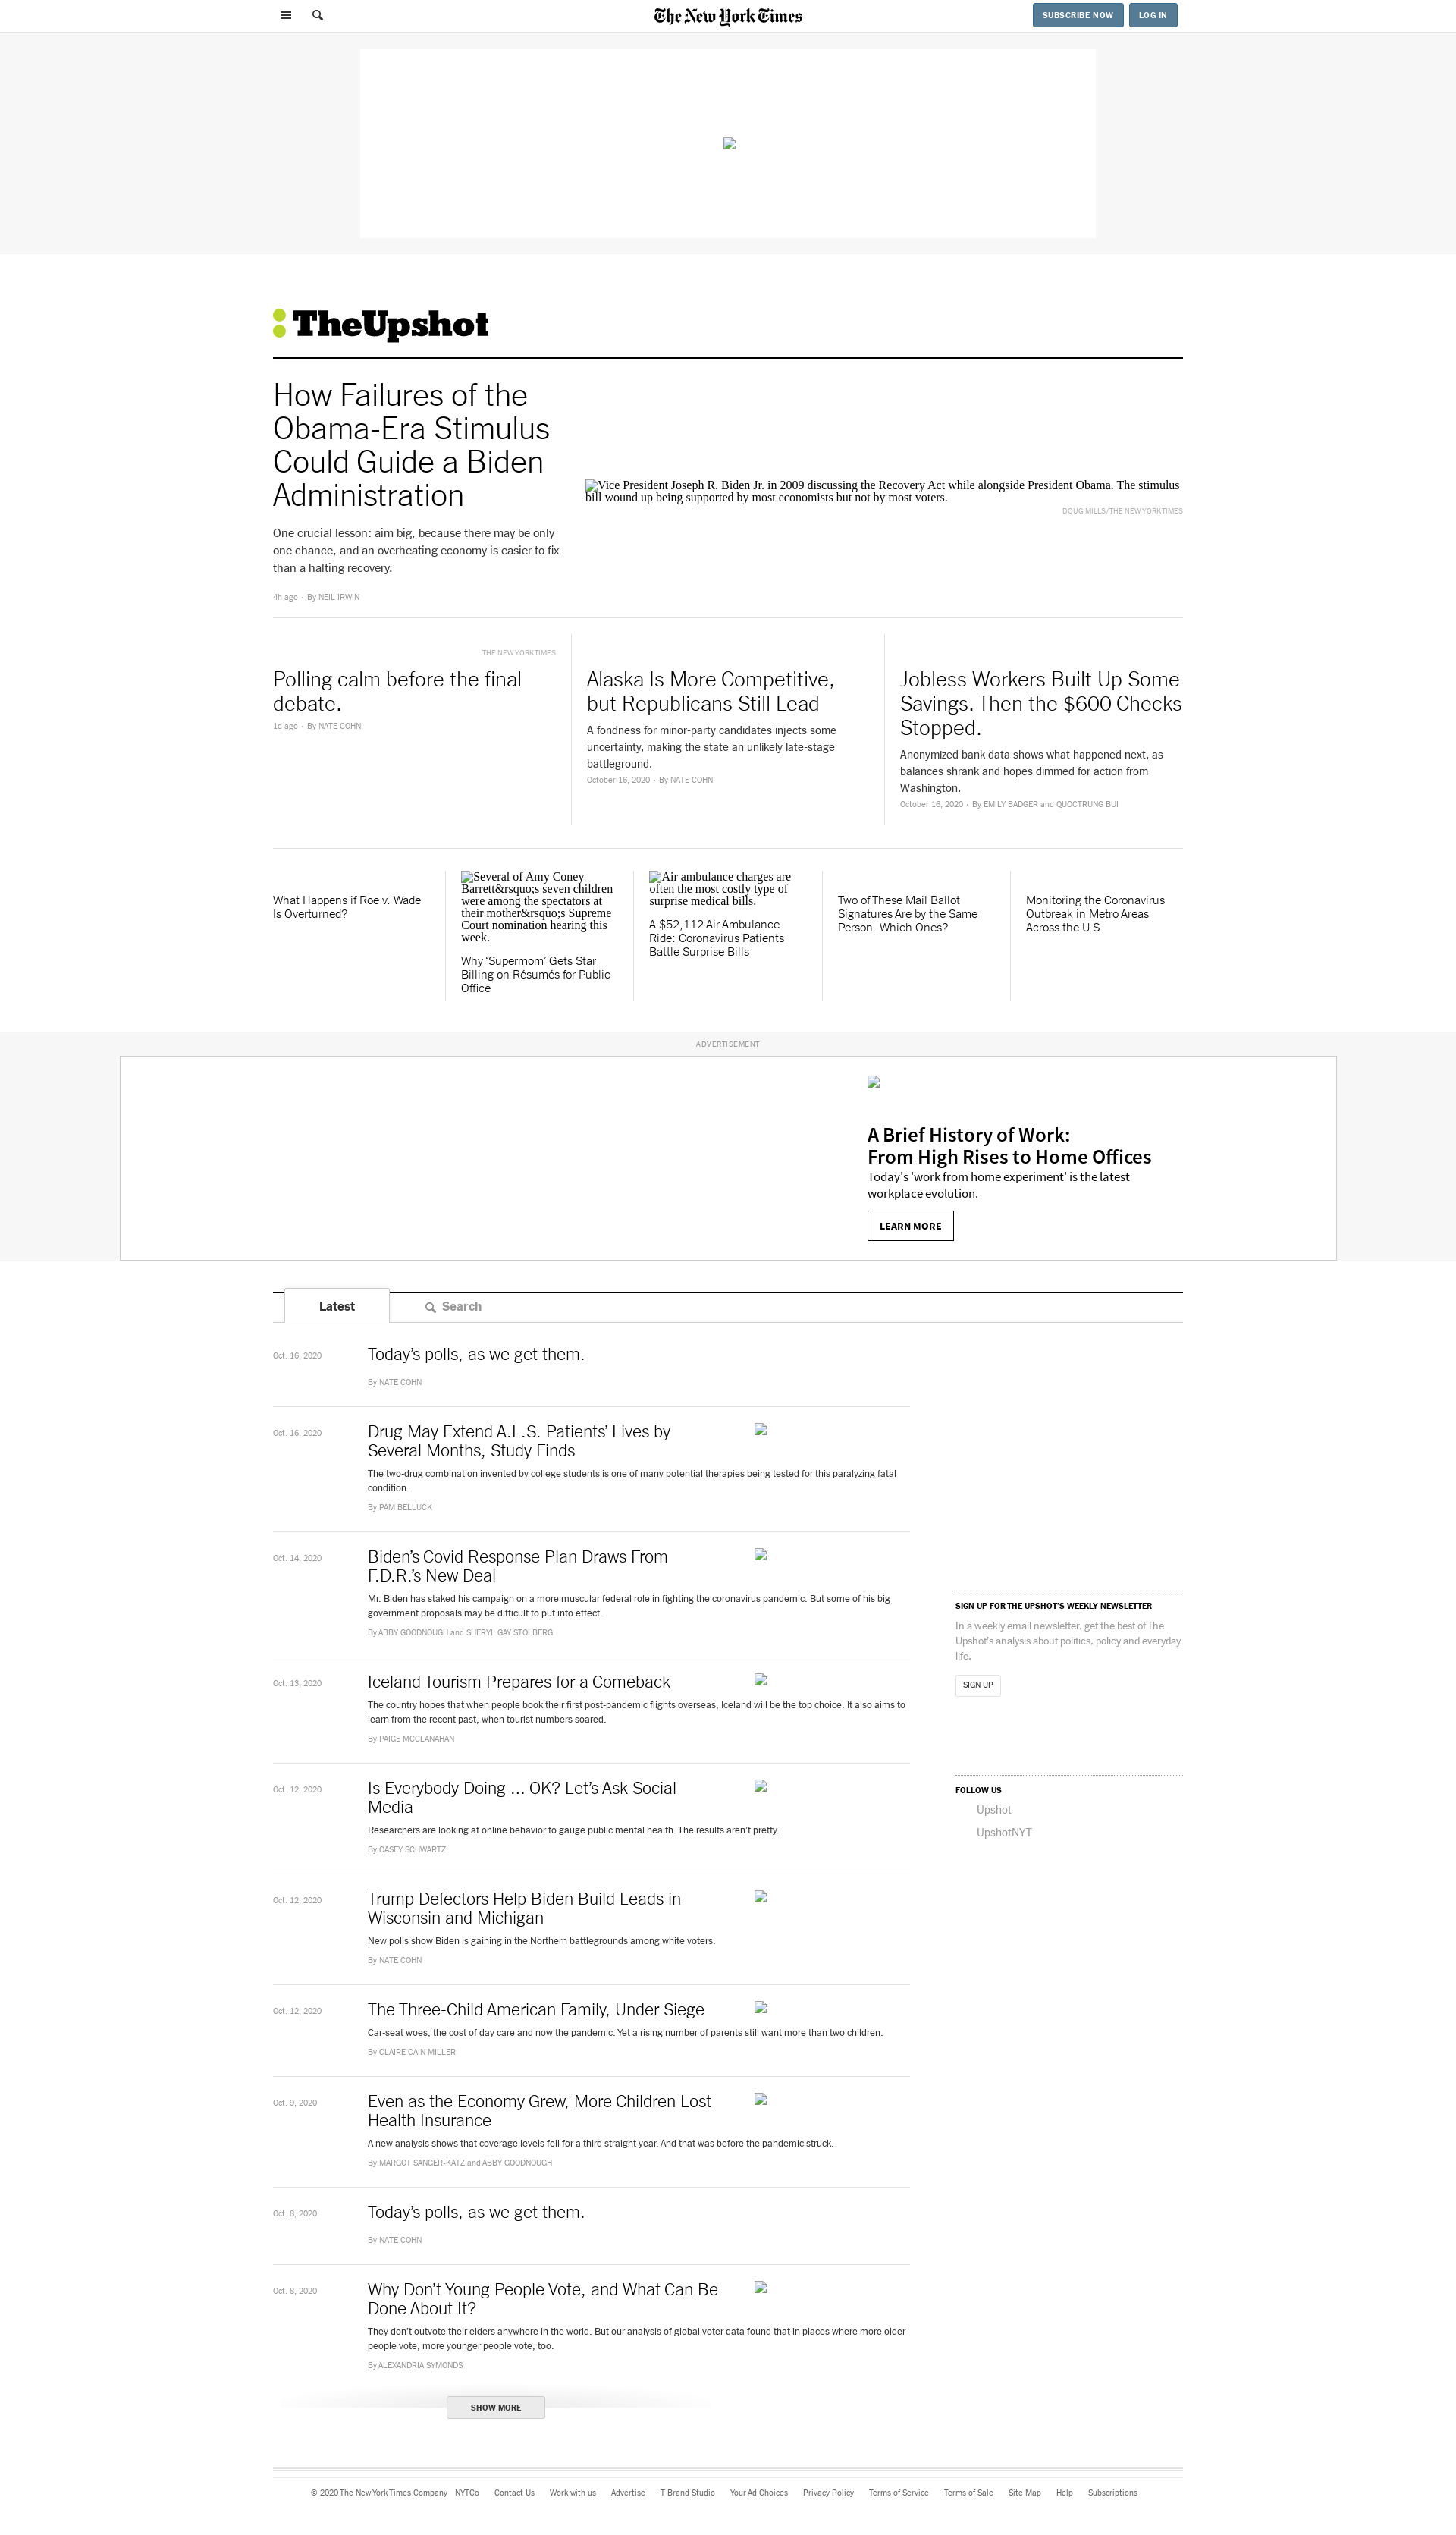 The New York Times
SUBSCRIBE NOW
LOG IN
TheUpshot
How Failures of the
Obama-Era Stimulus
Could Guide a Biden
Administration
One crucial lesson: aim big, because there may be only
one chance, and an overheating economy is easier to fix
than a halting recovery.
4h ago • By NEIL IRWIN
Vice President Joseph R. Biden Jr. in 2009 discussing the Recovery Act while alongside President Obama. The stimulus
bill wound up being supported by most economists but not by most voters.
DOUG MILLS/THE NEW YORK TIMES
THE NEW YORK TIMES
Polling calm before the final
debate.
1d ago • By NATE COHN
Alaska Is More Competitive,
but Republicans Still Lead
A fondness for minor-party candidates injects some
uncertainty, making the state an unlikely late-stage
battleground.
October 16, 2020 • By NATE COHN
Jobless Workers Built Up Some
Savings. Then the $600 Checks
Stopped.
Anonymized bank data shows what happened next, as
balances shrank and hopes dimmed for action from
Washington.
October 16, 2020 • By EMILY BADGER and QUOCTRUNG BUI
What Happens if Roe v. Wade
Is Overturned?
Several of Amy Coney
Barrett&rsquo;s seven children
were among the spectators at
their mother&rsquo;s Supreme
Court nomination hearing this
week.
Why ‘Supermom’ Gets Star
Billing on Résumés for Public
Office
Air ambulance charges are
often the most costly type of
surprise medical bills.
A $52,112 Air Ambulance
Ride: Coronavirus Patients
Battle Surprise Bills
Two of These Mail Ballot
Signatures Are by the Same
Person. Which Ones?
Monitoring the Coronavirus
Outbreak in Metro Areas
Across the U.S.
ADVERTISEMENT
A Brief History of Work:
From High Rises to Home Offices
Today's 'work from home experiment' is the latest
workplace evolution.
LEARN MORE
Latest
Search
Oct. 16, 2020
Today’s polls, as we get them.
By NATE COHN
Oct. 16, 2020
Drug May Extend A.L.S. Patients’ Lives by
Several Months, Study Finds
The two-drug combination invented by college students is one of many potential therapies being tested for this paralyzing fatal
condition.
By PAM BELLUCK
Oct. 14, 2020
Biden’s Covid Response Plan Draws From
F.D.R.’s New Deal
Mr. Biden has staked his campaign on a more muscular federal role in fighting the coronavirus pandemic. But some of his big
government proposals may be difficult to put into effect.
By ABBY GOODNOUGH and SHERYL GAY STOLBERG
Oct. 13, 2020
Iceland Tourism Prepares for a Comeback
The country hopes that when people book their first post-pandemic flights overseas, Iceland will be the top choice. It also aims to
learn from the recent past, when tourist numbers soared.
By PAIGE MCCLANAHAN
Oct. 12, 2020
Is Everybody Doing ... OK? Let’s Ask Social
Media
Researchers are looking at online behavior to gauge public mental health. The results aren’t pretty.
By CASEY SCHWARTZ
Oct. 12, 2020
Trump Defectors Help Biden Build Leads in
Wisconsin and Michigan
New polls show Biden is gaining in the Northern battlegrounds among white voters.
By NATE COHN
Oct. 12, 2020
The Three-Child American Family, Under Siege
Car-seat woes, the cost of day care and now the pandemic. Yet a rising number of parents still want more than two children.
By CLAIRE CAIN MILLER
Oct. 9, 2020
Even as the Economy Grew, More Children Lost
Health Insurance
A new analysis shows that coverage levels fell for a third straight year. And that was before the pandemic struck.
By MARGOT SANGER-KATZ and ABBY GOODNOUGH
Oct. 8, 2020
Today’s polls, as we get them.
By NATE COHN
Oct. 8, 2020
Why Don’t Young People Vote, and What Can Be
Done About It?
They don’t outvote their elders anywhere in the world. But our analysis of global voter data found that in places where more older
people vote, more younger people vote, too.
By ALEXANDRIA SYMONDS
SHOW MORE
SIGN UP FOR THE UPSHOT'S WEEKLY NEWSLETTER
In a weekly email newsletter, get the best of The
Upshot's analysis about politics, policy and everyday
life.
SIGN UP
FOLLOW US
Upshot
UpshotNYT
© 2020 The New York Times Company NYTCo Contact Us Work with us Advertise T Brand Studio Your Ad Choices Privacy Policy Terms of Service Terms of Sale Site Map Help Subscriptions